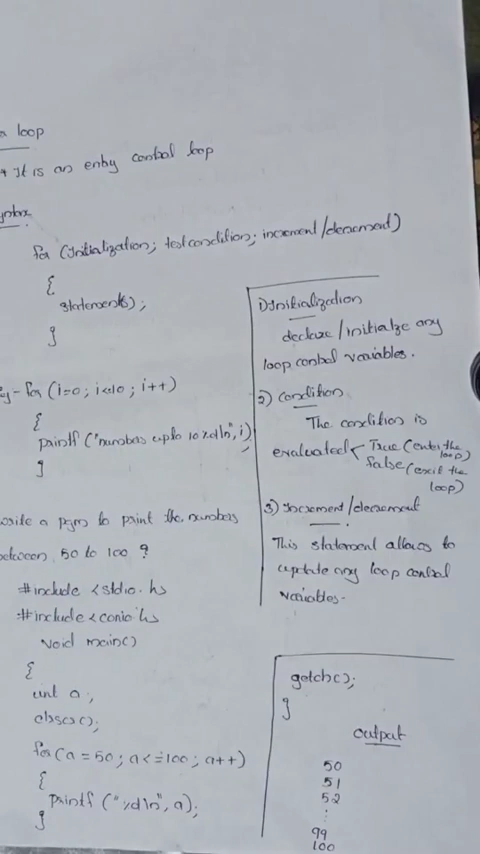 loop
It is an entry control loop
for (Initialization; test condition; increment/decrement)
{
statements);
}
for (i=0; i<10; i++)
{
printf ("numbers upto 10 %d\n", i)
}
1) Initialization
declare / initialize any
loop control variables.
2) condition
The condition is
evaluated True (enter the loop)
false (exit the loop)
3) Increment/decrement
This statement allows to
update any loop control
variables.
write a pgm to print the numbers
between 50 to 100 ?
#include <stdio.h>
#include <conio.h>
void main()
{
int a;
clrscr();
for (a = 50; a<=100; a++)
{
printf ("%d\n", a);
}
getch();
}
output
50
51
52
:
99
100